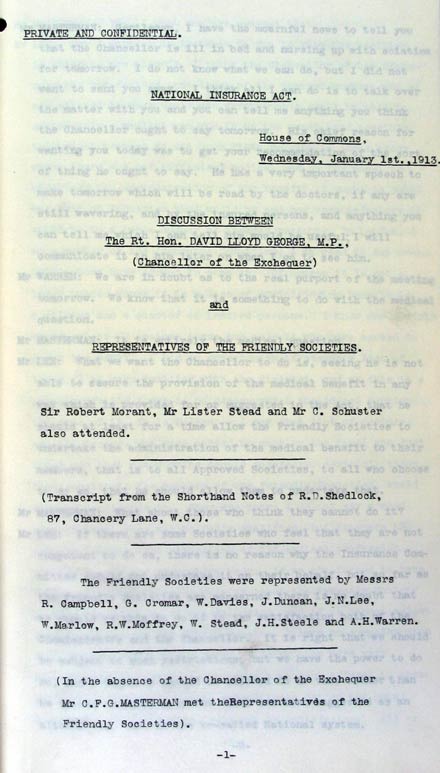 PRIVATE AND CONFIDENTIAL.
NATIONAL INSURANCE ACT.
House of Commons,
Wednesday, January 1st.,1913.
DISCUSSION BETWEEN
The Rt. Hon. DAVID LLOYD GEORGE, M.P.,
(Chancellor of the Exchequer)
and
REPRESENTATIVES OF THE FRIENDLY SOCIETIES.
Sir Robert Morant, Mr Lister Stead and Mr C. Schuster
also attended.
(Transcript from the Shorthand Notes of R.D.Shedlock,
87, Chancery Lane, W.C.).
The Friendly Societies were represented by Messrs
R. Campbell, G. Cromar, W.Davies, J.Duncan, J.N.Lee,
W.Marlow, R.W.Moffrey, W. Stead, J.H.Steele and A.H.Warren.
(In the absence of the Chancellor of the Exchequer
Mr C.F.G.MASTERMAN met theRepresentatives of the
Friendly Societies).
-1-